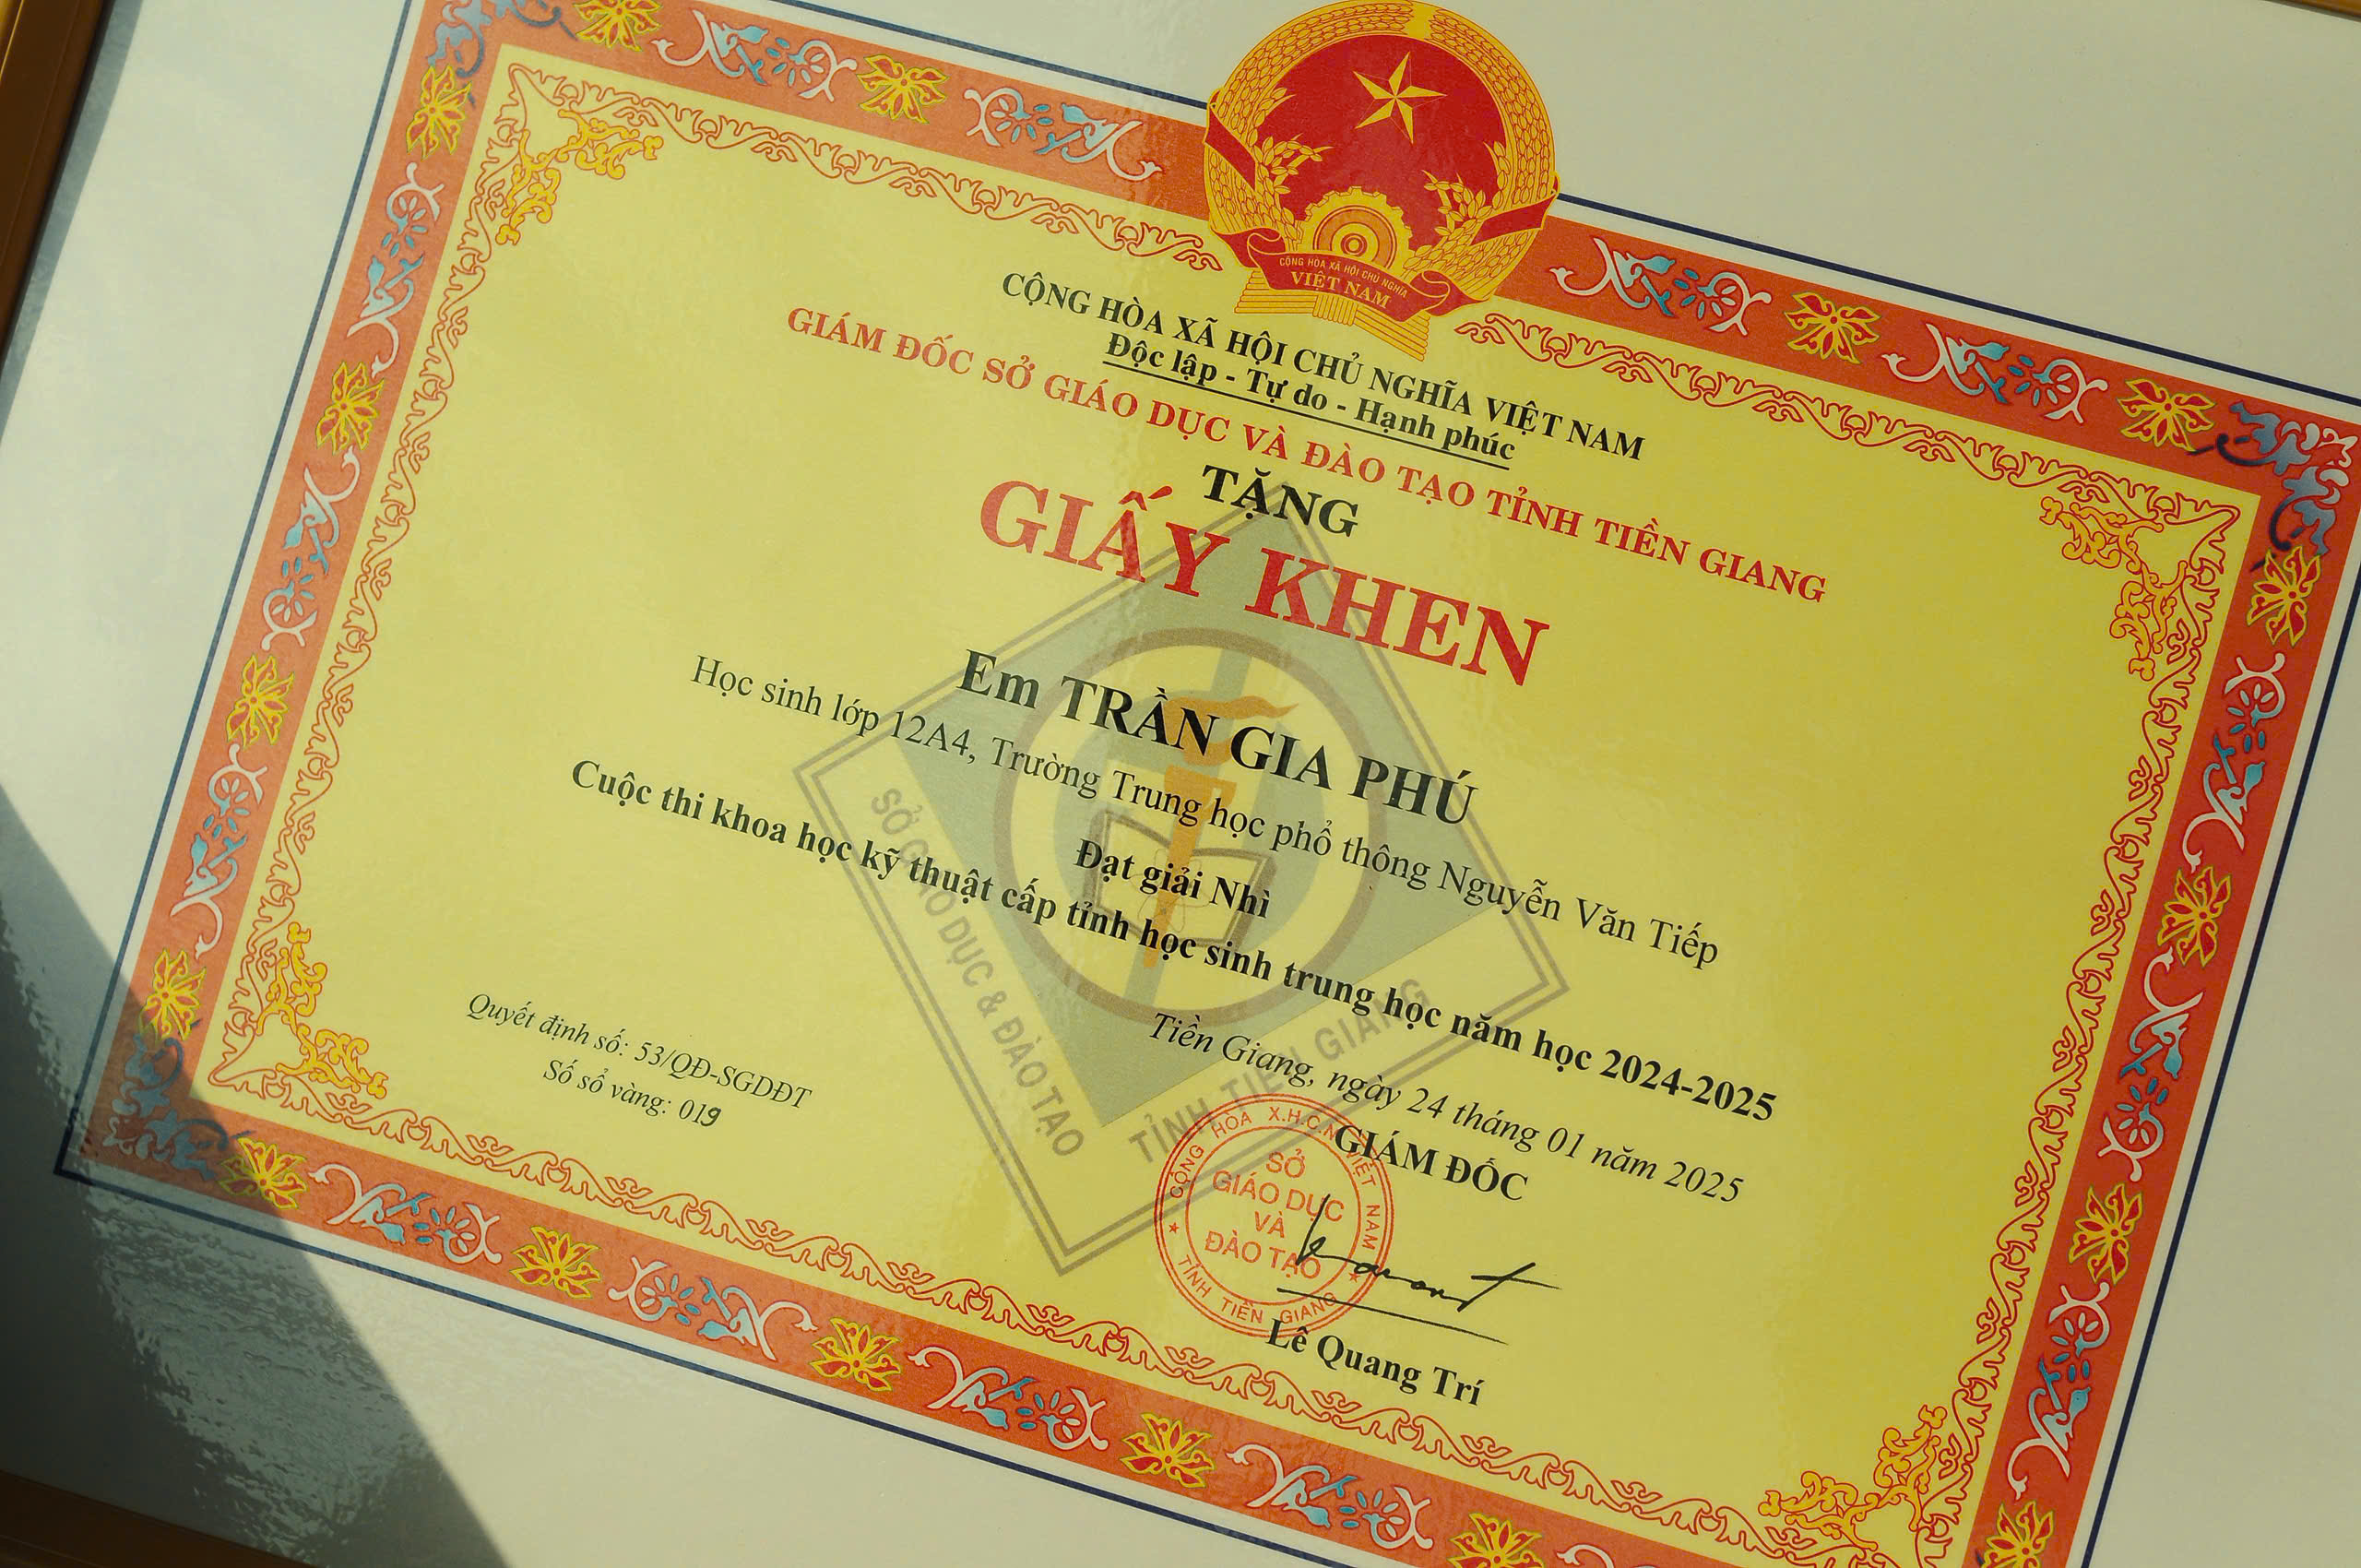 CỘNG HÒA XÃ HỘI CHỦ NGHĨA
VIỆT NAM
CỘNG HÒA XÃ HỘI CHỦ NGHĨA VIỆT NAM
Độc lập - Tự do - Hạnh phúc
GIÁM ĐỐC SỞ GIÁO DỤC VÀ ĐÀO TẠO TỈNH TIỀN GIANG
TẶNG
GIẤY KHEN
Em TRẦN GIA PHÚ
Học sinh lớp 12A4, Trường Trung học phổ thông Nguyễn Văn Tiếp
Đạt giải Nhì
Cuộc thi khoa học kỹ thuật cấp tỉnh học sinh trung học năm học 2024-2025
SỞ GIÁO DỤC & ĐÀO TẠO
TỈNH TIỀN GIANG
Quyết định số: 53/QĐ-SGDĐT
Số sổ vàng: 019
Tiền Giang, ngày 24 tháng 01 năm 2025
GIÁM ĐỐC
CỘNG HÒA X.H.C.N VIỆT NAM
SỞ
GIÁO DỤC
VÀ
ĐÀO TẠO
TỈNH TIỀN GIANG
Lê Quang Trí